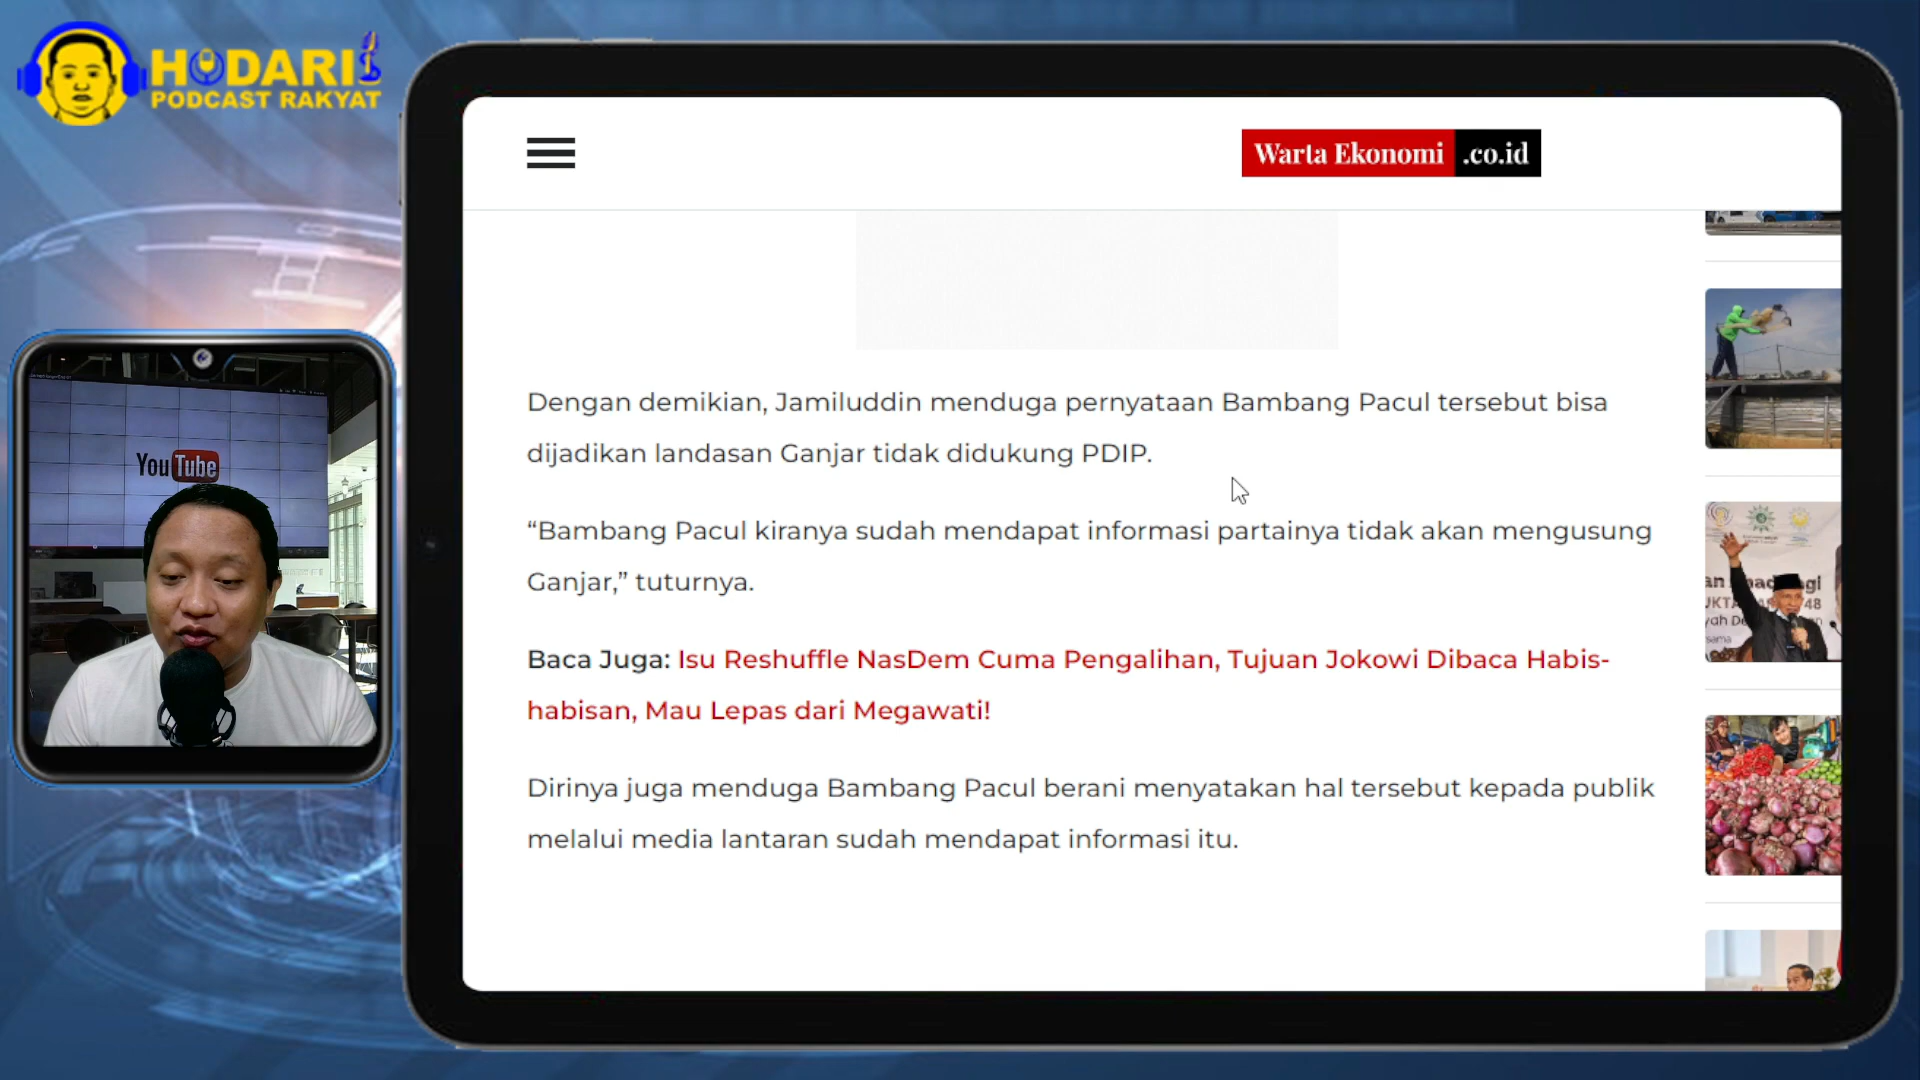 HODARI
PODCAST RAKYAT
Warta Ekonomi .co.id
Dengan demikian, Jamiluddin menduga pernyataan Bambang Pacul tersebut bisa
dijadikan landasan Ganjar tidak didukung PDIP.
“Bambang Pacul kiranya sudah mendapat informasi partainya tidak akan mengusung
Ganjar,” tuturnya.
Baca Juga: Isu Reshuffle NasDem Cuma Pengalihan, Tujuan Jokowi Dibaca Habis-
habisan, Mau Lepas dari Megawati!
Dirinya juga menduga Bambang Pacul berani menyatakan hal tersebut kepada publik
melalui media lantaran sudah mendapat informasi itu.
YouTube